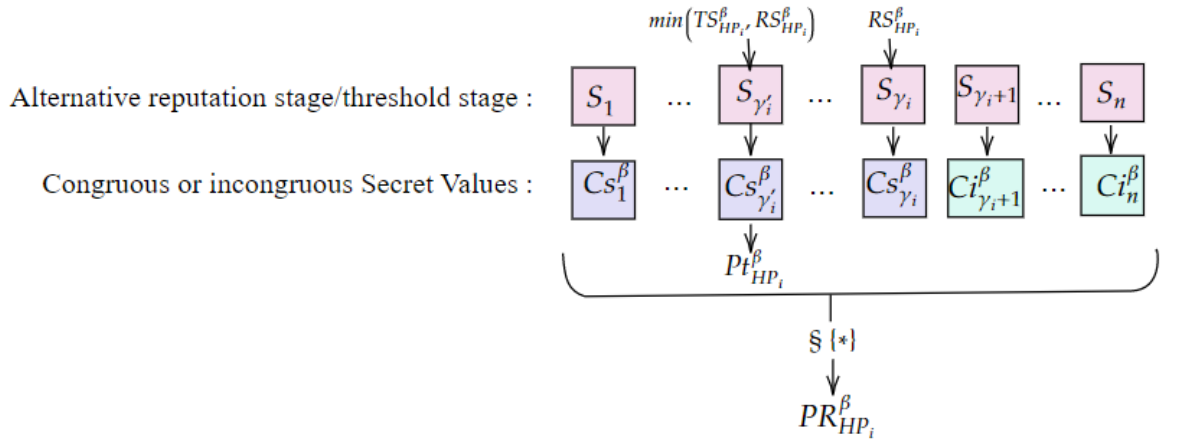 min(TS^β_{HP_i}, RS^β_{HP_i}) RS^β_{HP_i}
Alternative reputation stage/threshold stage : S_1 ... S_{γ′_i} ... S_{γ_i} S_{γ_i+1} ... S_n
Congruous or incongruous Secret Values : Cs^β_1 ... Cs^β_{γ′_i} ... Cs^β_{γ_i} Ci^β_{γ_i+1} ... Ci^β_n
Pt^β_{HP_i}
§ {*}
PR^β_{HP_i}